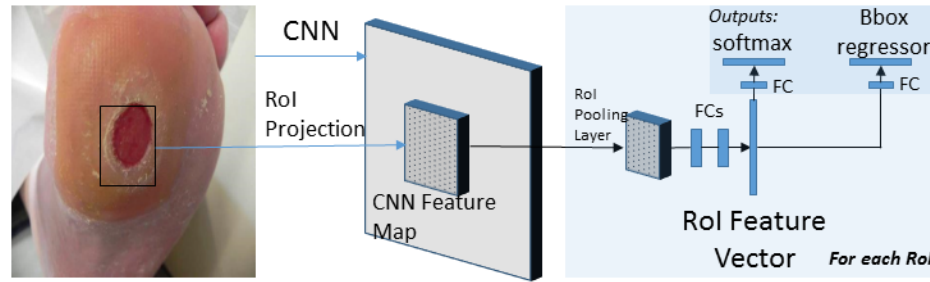 CNN
RoI
Projection
CNN Feature
Map
RoI
Pooling
Layer
FCs
Outputs:
softmax
FC
Bbox
regressor
FC
RoI Feature
Vector
For each RoI